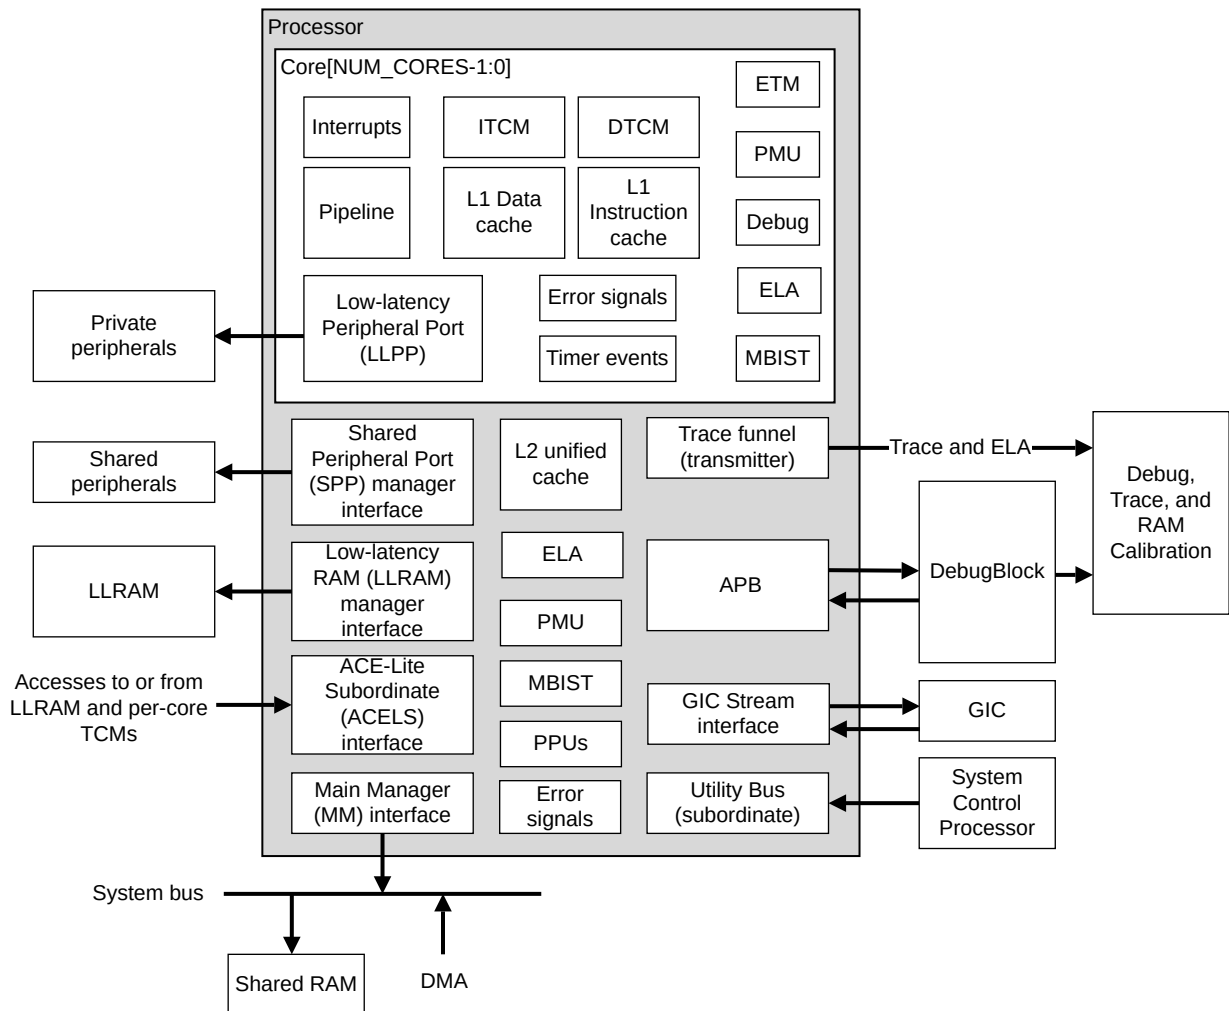 Processor
Core[NUM_CORES-1:0]
Interrupts
ITCM
DTCM
ETM
PMU
Pipeline
L1 Data
cache
L1
Instruction
cache
Debug
ELA
MBIST
Low-latency
Peripheral Port
(LLPP)
Error signals
Timer events
Private
peripherals
Shared
Peripheral Port
(SPP) manager
interface
L2 unified
cache
Trace funnel
(transmitter)
Trace and ELA
Debug,
Trace, and
RAM
Calibration
Shared
peripherals
Low-latency
RAM (LLRAM)
manager
interface
LLRAM
ELA
PMU
APB
DebugBlock
ACE-Lite
Subordinate
(ACELS)
interface
Accesses to or from
LLRAM and per-core
TCMs
MBIST
PPUs
GIC Stream
interface
GIC
Main Manager
(MM) interface
Error
signals
Utility Bus
(subordinate)
System
Control
Processor
System bus
Shared RAM
DMA